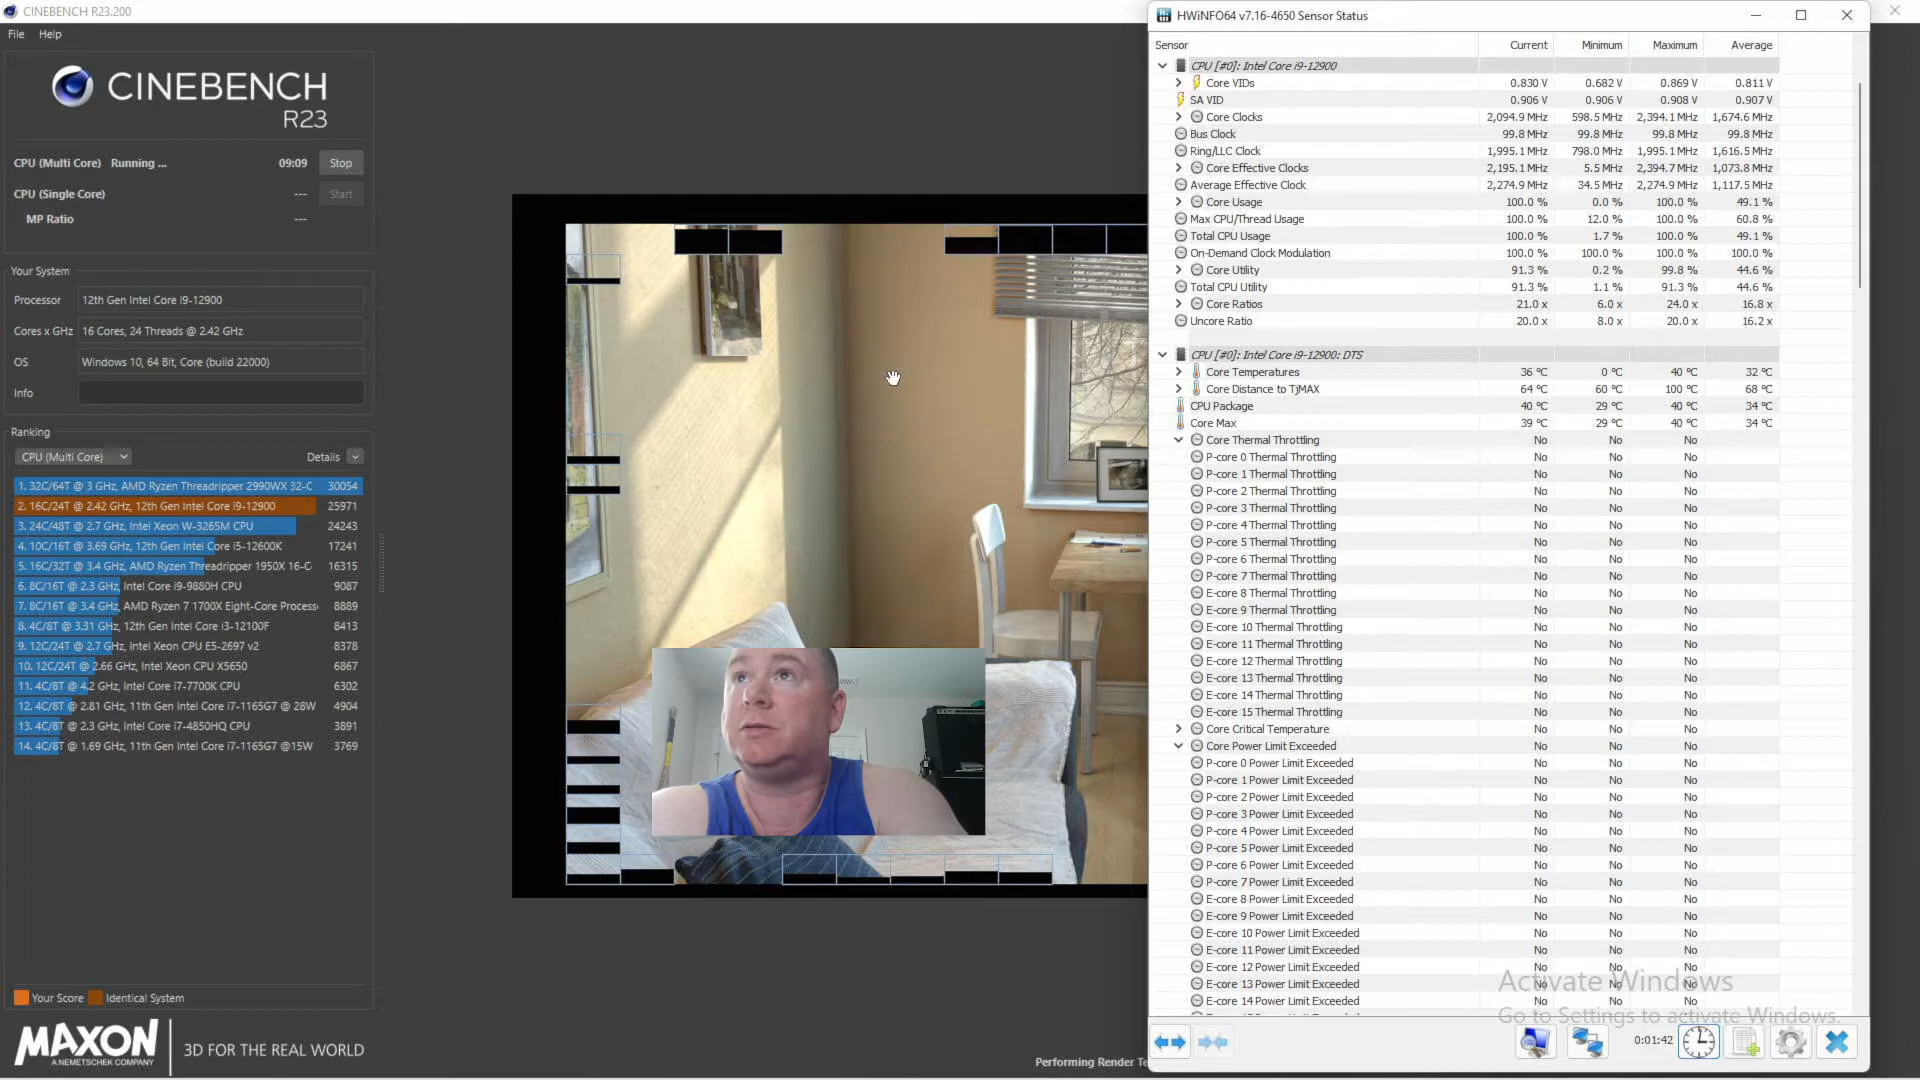 CINEBENCH R23.200
File Help
CINEBENCH
R23
CPU (Multi Core) Running ... 09:09 Stop
CPU (Single Core) --- Start
MP Ratio ---
Your System
Processor 12th Gen Intel Core i9-12900
Cores x GHz 16 Cores, 24 Threads @ 2.42 GHz
OS Windows 10, 64 Bit, Core (build 22000)
Info
Ranking
CPU (Multi Core) Details
1. 32C/64T @ 3 GHz, AMD Ryzen Threadripper 2990WX 32-C 30054
2. 16C/24T @ 2.42 GHz, 12th Gen Intel Core i9-12900 25971
3. 24C/48T @ 2.7 GHz, Intel Xeon W-3265M CPU 24243
4. 10C/16T @ 3.69 GHz, 12th Gen Intel Core i5-12600K 17241
5. 16C/32T @ 3.4 GHz, AMD Ryzen Threadripper 1950X 16-C 16315
6. 8C/16T @ 2.3 GHz, Intel Core i9-9880H CPU 9087
7. 8C/16T @ 3.4 GHz, AMD Ryzen 7 1700X Eight-Core Process 8889
8. 4C/8T @ 3.31 GHz, 12th Gen Intel Core i3-12100F 8413
9. 12C/24T @ 2.7 GHz, Intel Xeon CPU E5-2697 v2 8378
10. 12C/24T @ 2.66 GHz, Intel Xeon CPU X5650 6867
11. 4C/8T @ 4.2 GHz, Intel Core i7-7700K CPU 6302
12. 4C/8T @ 2.81 GHz, 11th Gen Intel Core i7-1165G7 @ 28W 4904
13. 4C/8T @ 2.3 GHz, Intel Core i7-4850HQ CPU 3891
14. 4C/8T @ 1.69 GHz, 11th Gen Intel Core i7-1165G7 @15W 3769
Your Score Identical System
MAXON
A NEMETSCHEK COMPANY
3D FOR THE REAL WORLD
Performing Render Te
HWiNFO64 v7.16-4650 Sensor Status
Sensor Current Minimum Maximum Average
CPU [#0]: Intel Core i9-12900
Core VIDs 0.830 V 0.682 V 0.869 V 0.811 V
SA VID 0.906 V 0.906 V 0.908 V 0.907 V
Core Clocks 2,094.9 MHz 598.5 MHz 2,394.1 MHz 1,674.6 MHz
Bus Clock 99.8 MHz 99.8 MHz 99.8 MHz 99.8 MHz
Ring/LLC Clock 1,995.1 MHz 798.0 MHz 1,995.1 MHz 1,616.5 MHz
Core Effective Clocks 2,195.1 MHz 5.5 MHz 2,394.7 MHz 1,073.8 MHz
Average Effective Clock 2,274.9 MHz 34.5 MHz 2,274.9 MHz 1,117.5 MHz
Core Usage 100.0 % 0.0 % 100.0 % 49.1 %
Max CPU/Thread Usage 100.0 % 12.0 % 100.0 % 60.8 %
Total CPU Usage 100.0 % 1.7 % 100.0 % 49.1 %
On-Demand Clock Modulation 100.0 % 100.0 % 100.0 % 100.0 %
Core Utility 91.3 % 0.2 % 99.8 % 44.6 %
Total CPU Utility 91.3 % 1.1 % 91.3 % 44.6 %
Core Ratios 21.0 x 6.0 x 24.0 x 16.8 x
Uncore Ratio 20.0 x 8.0 x 20.0 x 16.2 x
CPU [#0]: Intel Core i9-12900: DTS
Core Temperatures 36 °C 0 °C 40 °C 32 °C
Core Distance to TjMAX 64 °C 60 °C 100 °C 68 °C
CPU Package 40 °C 29 °C 40 °C 34 °C
Core Max 39 °C 29 °C 40 °C 34 °C
Core Thermal Throttling No No No
P-core 0 Thermal Throttling No No No
P-core 1 Thermal Throttling No No No
P-core 2 Thermal Throttling No No No
P-core 3 Thermal Throttling No No No
P-core 4 Thermal Throttling No No No
P-core 5 Thermal Throttling No No No
P-core 6 Thermal Throttling No No No
P-core 7 Thermal Throttling No No No
E-core 8 Thermal Throttling No No No
E-core 9 Thermal Throttling No No No
E-core 10 Thermal Throttling No No No
E-core 11 Thermal Throttling No No No
E-core 12 Thermal Throttling No No No
E-core 13 Thermal Throttling No No No
E-core 14 Thermal Throttling No No No
E-core 15 Thermal Throttling No No No
Core Critical Temperature No No No
Core Power Limit Exceeded No No No
P-core 0 Power Limit Exceeded No No No
P-core 1 Power Limit Exceeded No No No
P-core 2 Power Limit Exceeded No No No
P-core 3 Power Limit Exceeded No No No
P-core 4 Power Limit Exceeded No No No
P-core 5 Power Limit Exceeded No No No
P-core 6 Power Limit Exceeded No No No
P-core 7 Power Limit Exceeded No No No
E-core 8 Power Limit Exceeded No No No
E-core 9 Power Limit Exceeded No No No
E-core 10 Power Limit Exceeded No No No
E-core 11 Power Limit Exceeded No No No
E-core 12 Power Limit Exceeded No No No
E-core 13 Power Limit Exceeded No No No
E-core 14 Power Limit Exceeded No No No
Activate Windows
Go to Settings to activate Windows.
0:01:42